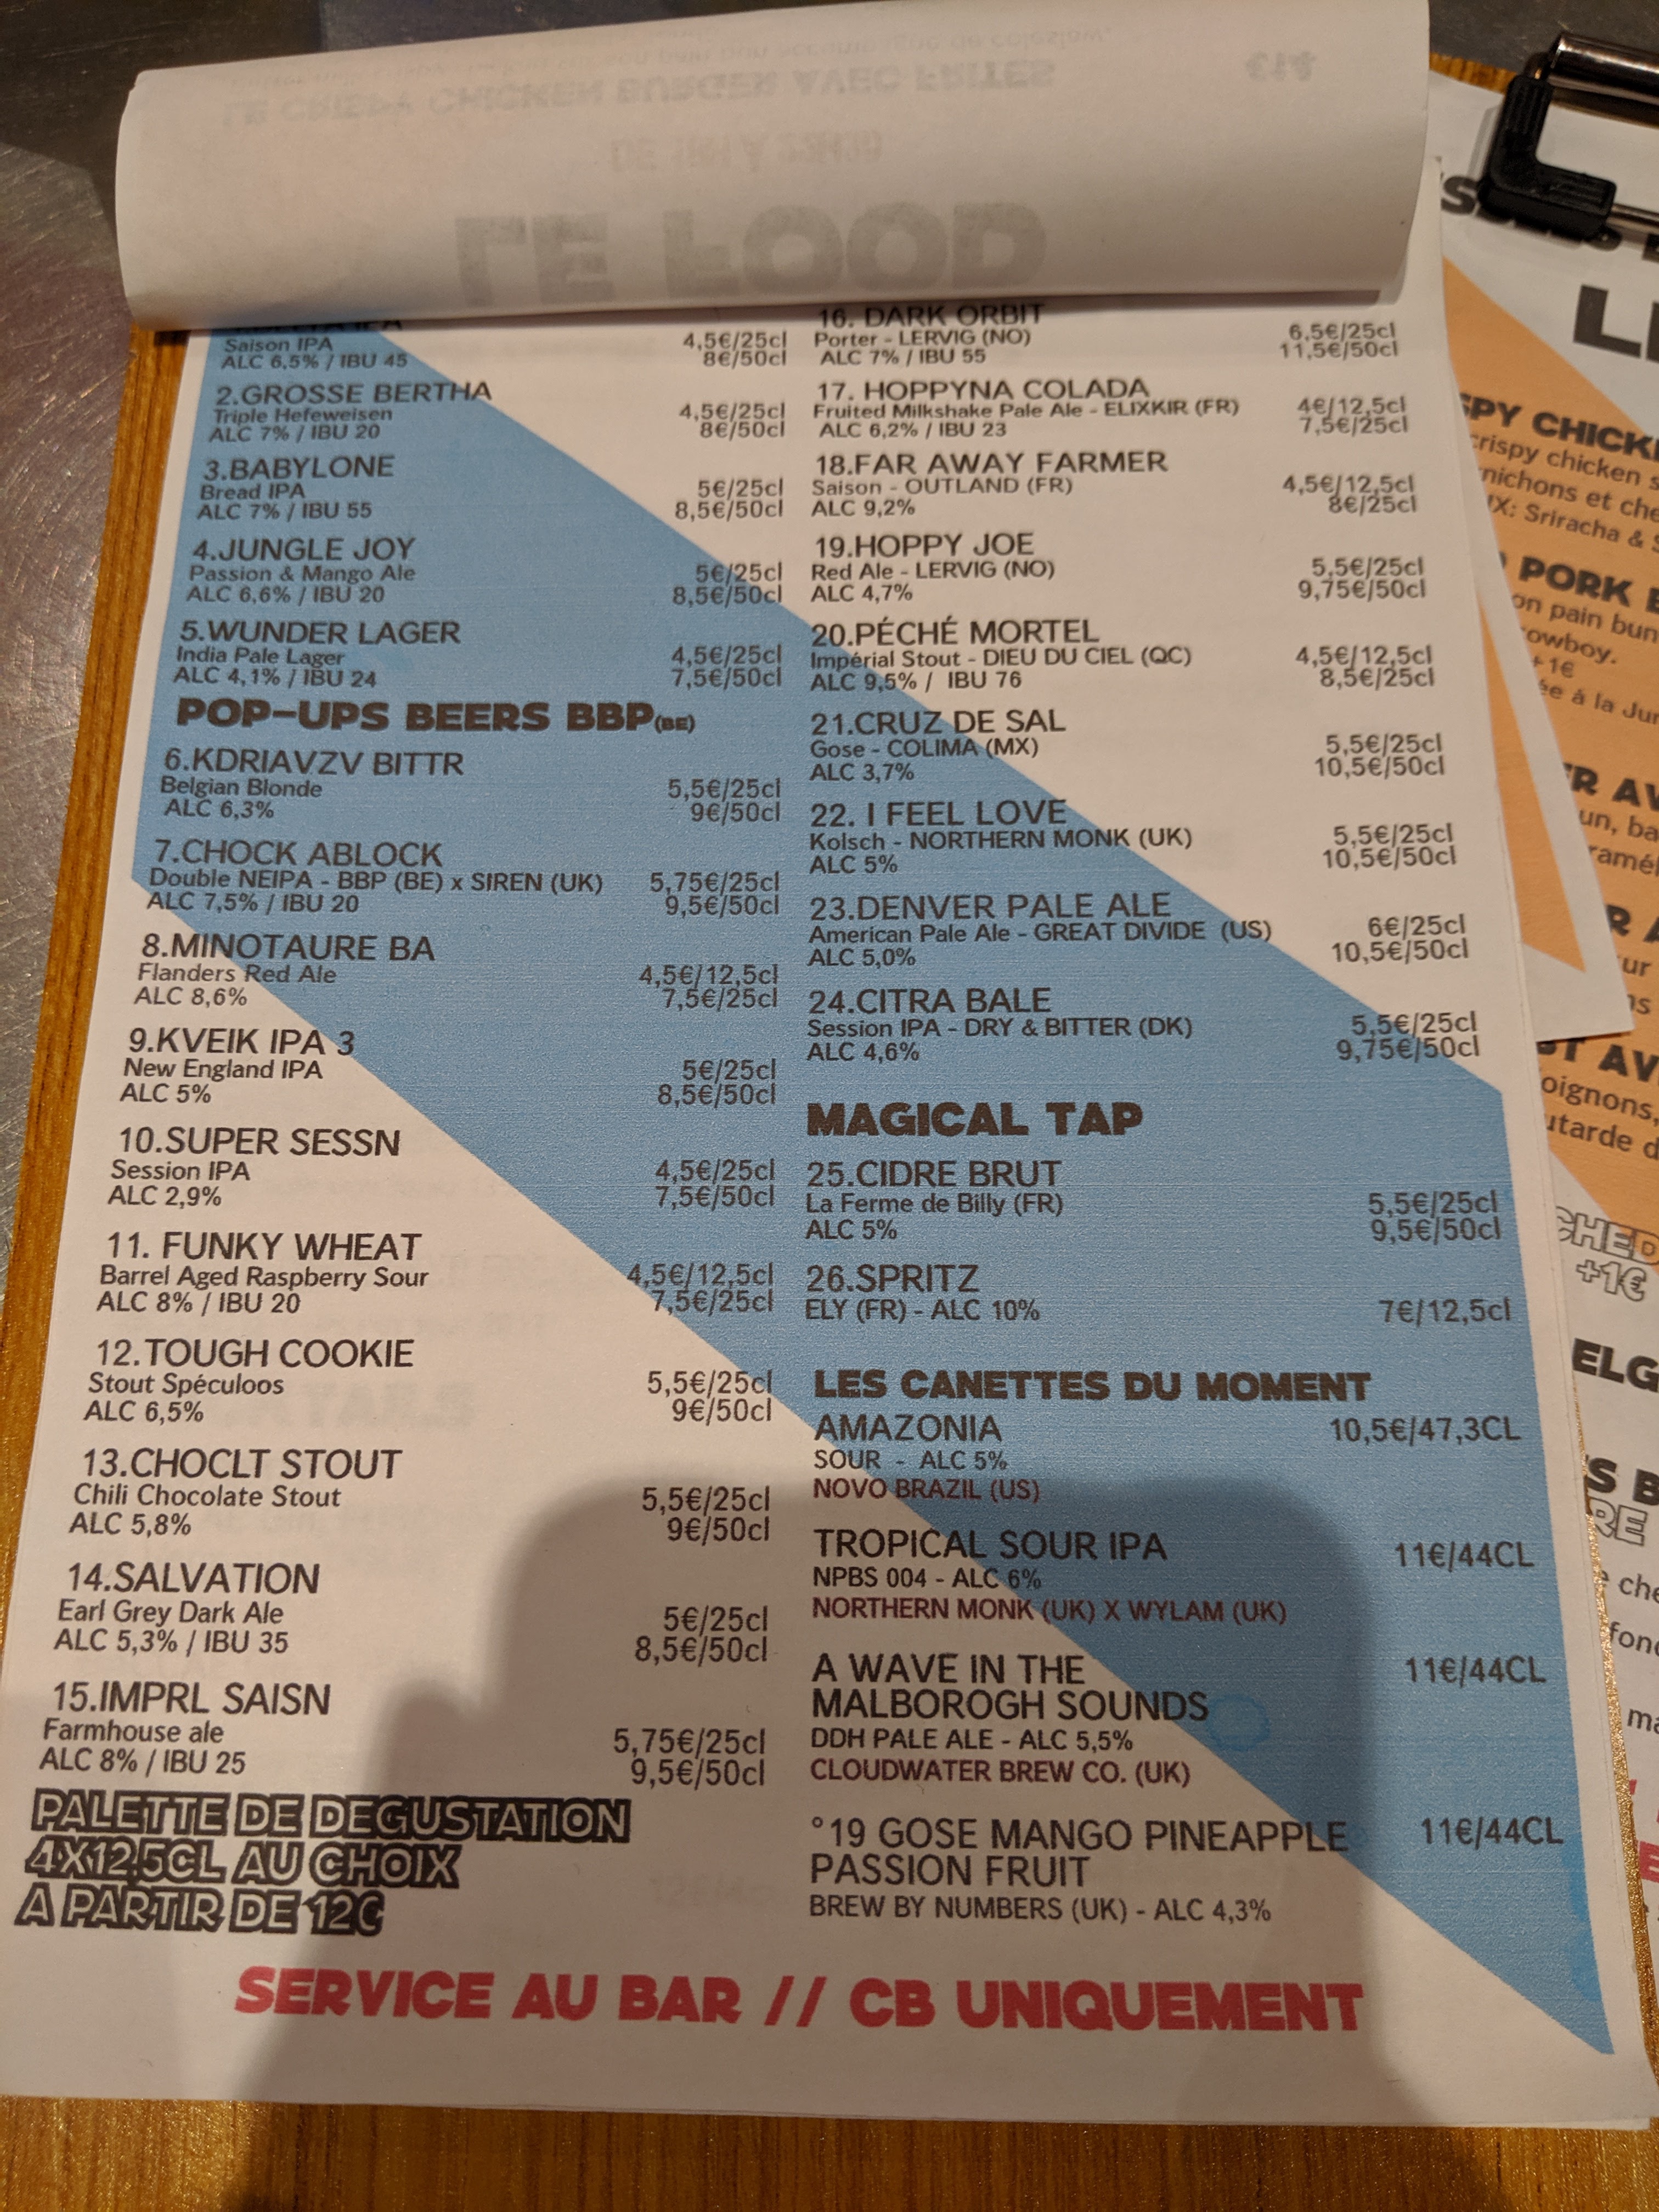 LE CRISPY CHICKEN BURGER AVEC FRITES €14
LE FOOD
Saison IPA 4,5€/25cl
ALC 6,5% / IBU 45 8€/50cl
2.GROSSE BERTHA
Triple Hefeweisen 4,5€/25cl
ALC 7% / IBU 20 8€/50cl
3.BABYLONE
Bread IPA 5€/25cl
ALC 7% / IBU 55 8,5€/50cl
4.JUNGLE JOY
Passion & Mango Ale 5€/25cl
ALC 6,6% / IBU 20 8,5€/50cl
5.WUNDER LAGER
India Pale Lager 4,5€/25cl
ALC 4,1% / IBU 24 7,5€/50cl
POP-UPS BEERS BBP(BE)
6.KDRIAVZV BITTR
Belgian Blonde 5,5€/25cl
ALC 6,3% 9€/50cl
7.CHOCK ABLOCK
Double NEIPA - BBP (BE) x SIREN (UK) 5,75€/25cl
ALC 7,5% / IBU 20 9,5€/50cl
8.MINOTAURE BA
Flanders Red Ale 4,5€/12,5cl
ALC 8,6% 7,5€/25cl
9.KVEIK IPA 3
New England IPA 5€/25cl
ALC 5% 8,5€/50cl
10.SUPER SESSN
Session IPA 4,5€/25cl
ALC 2,9% 7,5€/50cl
11. FUNKY WHEAT
Barrel Aged Raspberry Sour 4,5€/12,5cl
ALC 8% / IBU 20 7,5€/25cl
12.TOUGH COOKIE
Stout Spéculoos 5,5€/25cl
ALC 6,5% 9€/50cl
13.CHOCLT STOUT
Chili Chocolate Stout 5,5€/25cl
ALC 5,8% 9€/50cl
14.SALVATION
Earl Grey Dark Ale 5€/25cl
ALC 5,3% / IBU 35 8,5€/50cl
15.IMPRL SAISN
Farmhouse ale 5,75€/25cl
ALC 8% / IBU 25 9,5€/50cl
PALETTE DE DEGUSTATION
4X12,5CL AU CHOIX
A PARTIR DE 12€
16. DARK ORBIT
Porter - LERVIG (NO) 6,5€/25cl
ALC 7% / IBU 55 11,5€/50cl
17. HOPPYNA COLADA
Fruited Milkshake Pale Ale - ELIXKIR (FR) 4€/12,5cl
ALC 6,2% / IBU 23 7,5€/25cl
18.FAR AWAY FARMER
Saison - OUTLAND (FR) 4,5€/12,5cl
ALC 9,2% 8€/25cl
19.HOPPY JOE
Red Ale - LERVIG (NO) 5,5€/25cl
ALC 4,7% 9,75€/50cl
20.PÉCHÉ MORTEL
Impérial Stout - DIEU DU CIEL (QC) 4,5€/12,5cl
ALC 9,5% / IBU 76 8,5€/25cl
21.CRUZ DE SAL
Gose - COLIMA (MX) 5,5€/25cl
ALC 3,7% 10,5€/50cl
22. I FEEL LOVE
Kolsch - NORTHERN MONK (UK) 5,5€/25cl
ALC 5% 10,5€/50cl
23.DENVER PALE ALE
American Pale Ale - GREAT DIVIDE (US) 6€/25cl
ALC 5,0% 10,5€/50cl
24.CITRA BALE
Session IPA - DRY & BITTER (DK) 5,5€/25cl
ALC 4,6% 9,75€/50cl
MAGICAL TAP
25.CIDRE BRUT
La Ferme de Billy (FR) 5,5€/25cl
ALC 5% 9,5€/50cl
26.SPRITZ
ELY (FR) - ALC 10% 7€/12,5cl
LES CANETTES DU MOMENT
AMAZONIA 10,5€/47,3CL
SOUR - ALC 5%
NOVO BRAZIL (US)
TROPICAL SOUR IPA 11€/44CL
NPBS 004 - ALC 6%
NORTHERN MONK (UK) X WYLAM (UK)
A WAVE IN THE 11€/44CL
MALBOROGH SOUNDS
DDH PALE ALE - ALC 5,5%
CLOUDWATER BREW CO. (UK)
°19 GOSE MANGO PINEAPPLE 11€/44CL
PASSION FRUIT
BREW BY NUMBERS (UK) - ALC 4,3%
SERVICE AU BAR // CB UNIQUEMENT
crispy chicken
nichons et
Sriracha &
PORK
on pain bun
owboy.
+1€
à la
oignons,
+1€